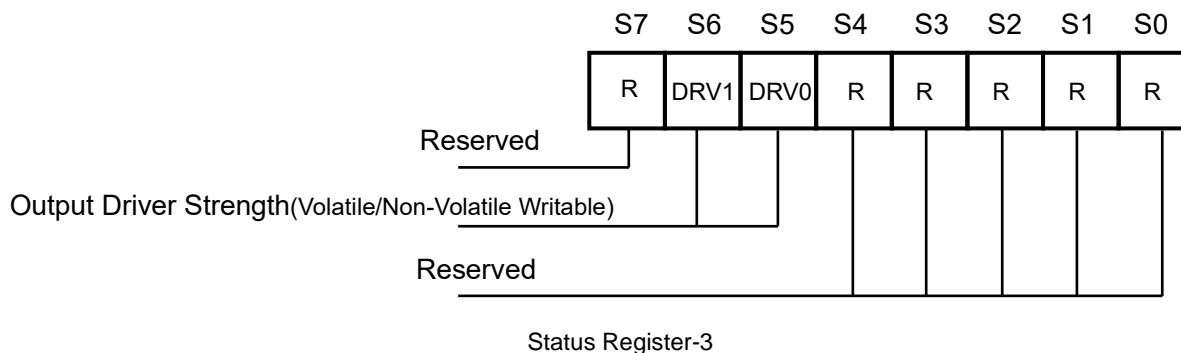 S7 S6 S5 S4 S3 S2 S1 S0
R DRV1 DRV0 R R R R R
Reserved
Output Driver Strength(Volatile/Non-Volatile Writable)
Reserved
Status Register-3